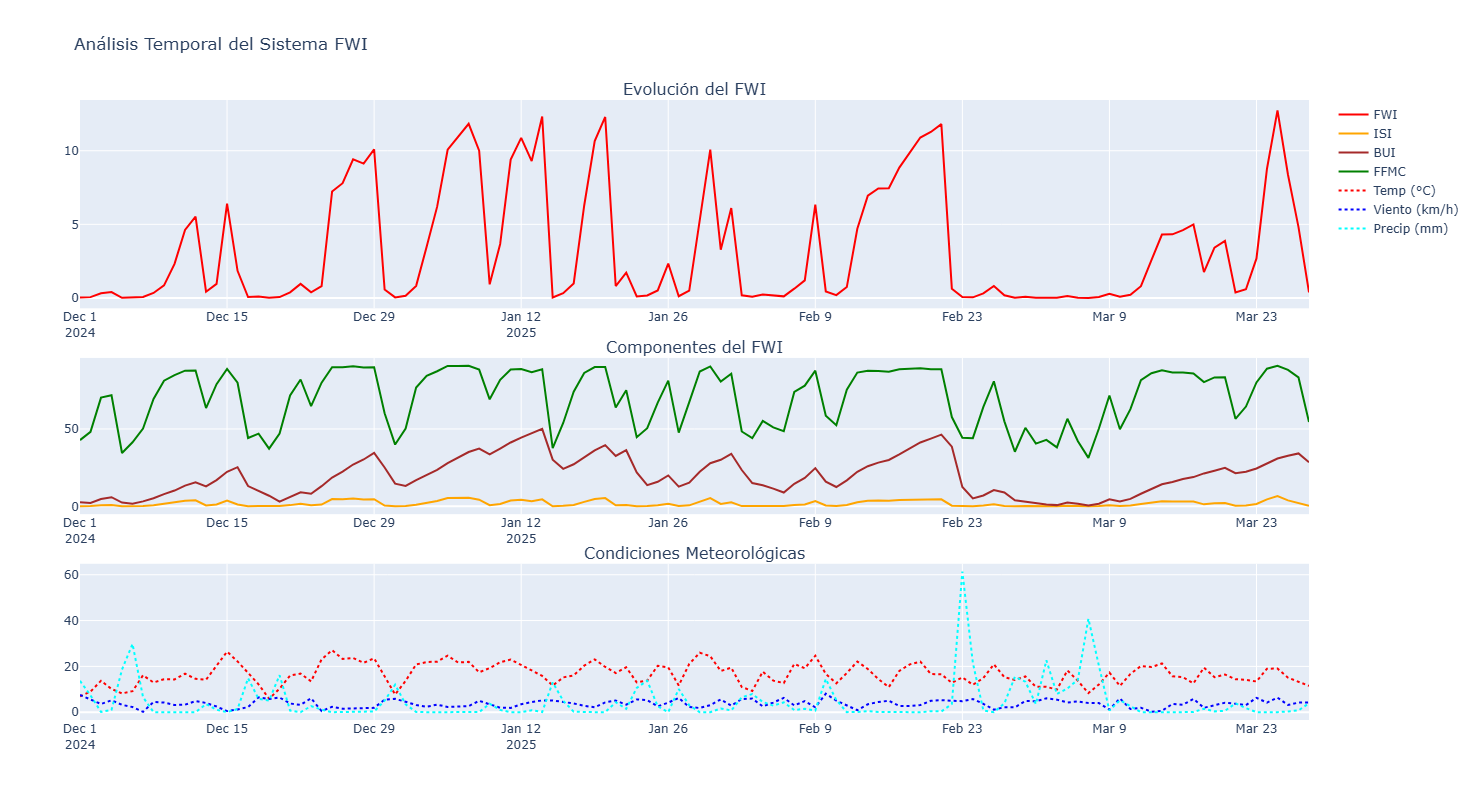 Análisis Temporal del Sistema FWI
Evolución del FWI
10
5
0
Dec 1
2024
Dec 15
Dec 29
Jan 12
2025
Jan 26
Feb 9
Feb 23
Mar 9
Mar 23
FWI
ISI
BUI
FFMC
Temp (°C)
Viento (km/h)
Precip (mm)
Componentes del FWI
50
0
Dec 1
2024
Dec 15
Dec 29
Jan 12
2025
Jan 26
Feb 9
Feb 23
Mar 9
Mar 23
Condiciones Meteorológicas
60
40
20
0
Dec 1
2024
Dec 15
Dec 29
Jan 12
2025
Jan 26
Feb 9
Feb 23
Mar 9
Mar 23